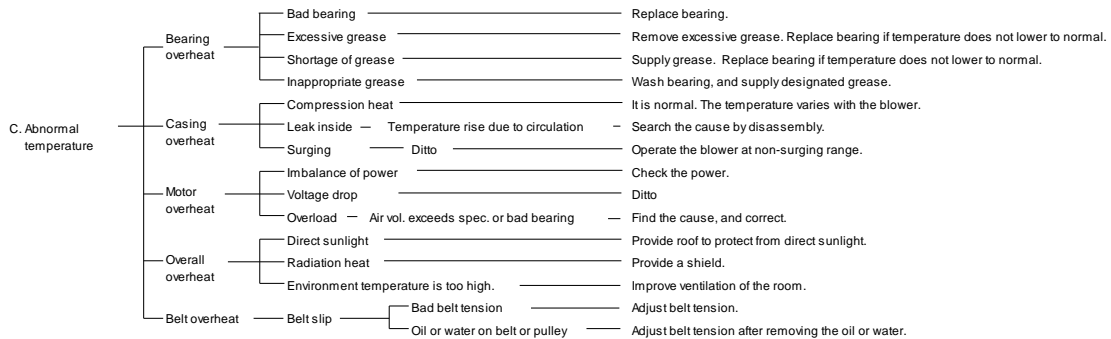 Bad bearing Replace bearing.
Bearing overheat Excessive grease Remove excessive grease. Replace bearing if temperature does not lower to normal.
Shortage of grease Supply grease. Replace bearing if temperature does not lower to normal.
Inappropriate grease Wash bearing, and supply designated grease.
Compression heat It is normal. The temperature varies with the blower.
C. Abnormal temperature Casing overheat Leak inside Temperature rise due to circulation Search the cause by disassembly.
Surging Ditto Operate the blower at non-surging range.
Imbalance of power Check the power.
Motor overheat Voltage drop Ditto
Overload Air vol. exceeds spec. or bad bearing Find the cause, and correct.
Direct sunlight Provide roof to protect from direct sunlight.
Overall overheat Radiation heat Provide a shield.
Environment temperature is too high. Improve ventilation of the room.
Bad belt tension Adjust belt tension.
Belt overheat Belt slip
Oil or water on belt or pulley Adjust belt tension after removing the oil or water.